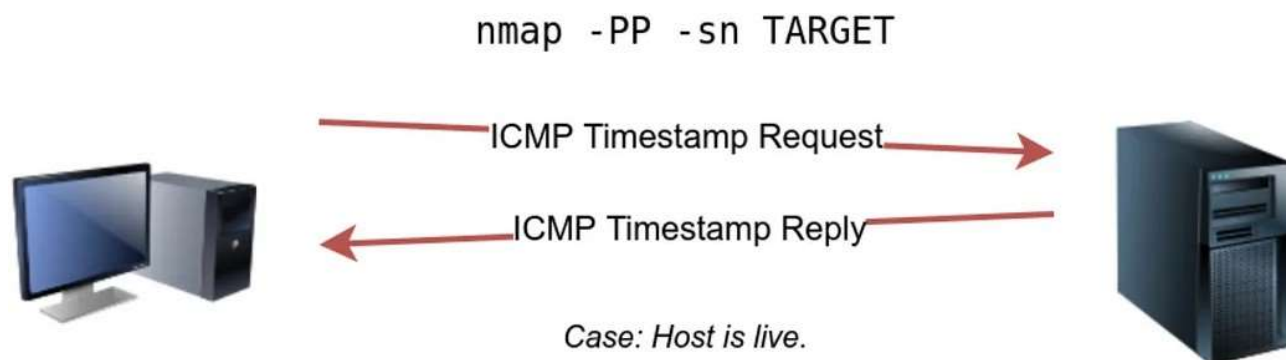 nmap -PP -sn TARGET
ICMP Timestamp Request
ICMP Timestamp Reply
Case: Host is live.